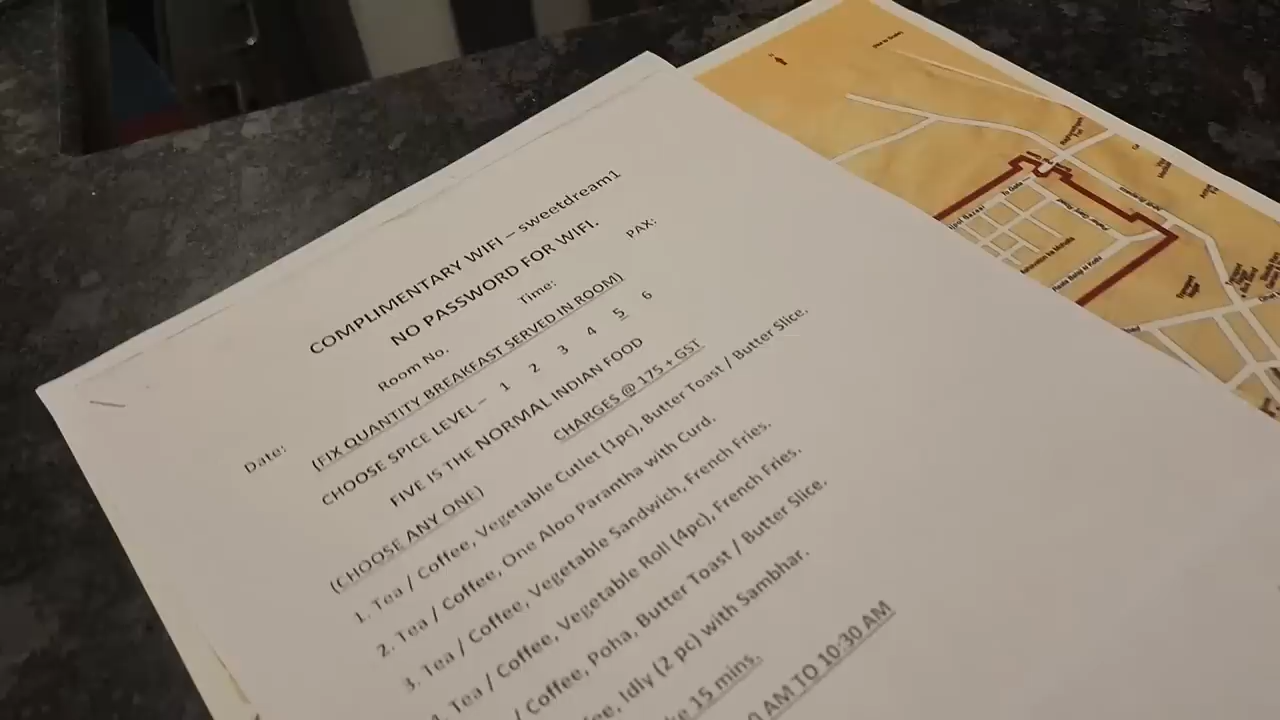 COMPLIMENTARY WIFI – sweetdream1
NO PASSWORD FOR WIFI.
Date: Room No. Time: PAX:
(FIX QUANTITY BREAKFAST SERVED IN ROOM)
CHOOSE SPICE LEVEL – 1 2 3 4 5 6
FIVE IS THE NORMAL INDIAN FOOD
(CHOOSE ANY ONE) CHARGES @ 175 + GST
1. Tea / Coffee, Vegetable Cutlet (1pc), Butter Toast / Butter Slice.
2. Tea / Coffee, One Aloo Parantha with Curd.
3. Tea / Coffee, Vegetable Sandwich, French Fries.
4. Tea / Coffee, Vegetable Roll (4pc), French Fries.
/ Coffee, Poha, Butter Toast / Butter Slice.
Idly (2 pc) with Sambhar.
15 mins.
AM TO 10:30 AM